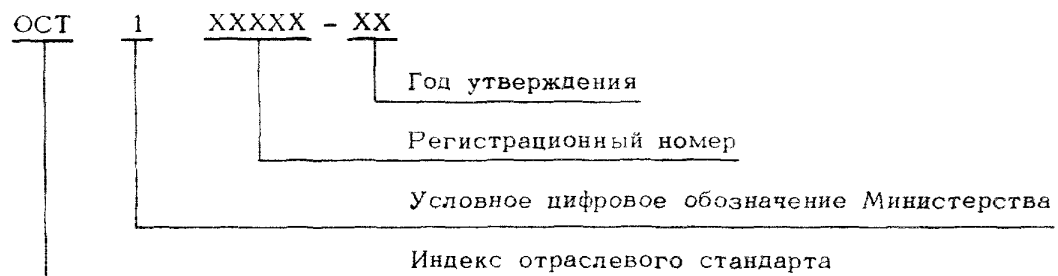 ОСТ 1 XXXXX – XX
Год утверждения
Регистрационный номер
Условное цифровое обозначение Министерства
Индекс отраслевого стандарта